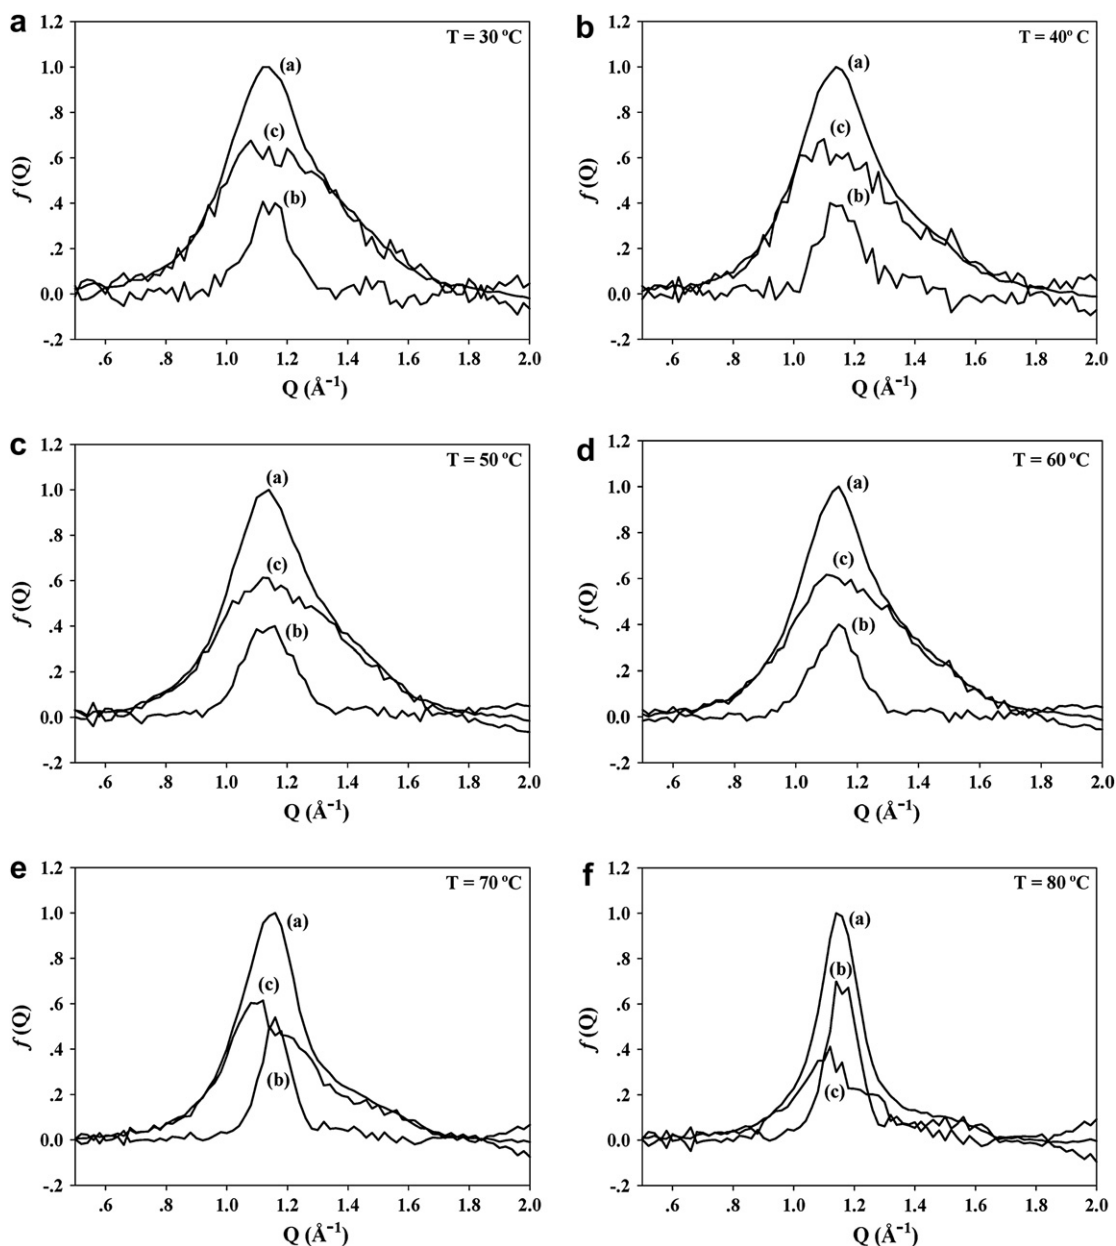 a
1.2
T = 30 ºC
1.0
(a)
.8
(c)
.6
f (Q)
.4
(b)
.2
0.0
-.2
.6 .8 1.0 1.2 1.4 1.6 1.8 2.0
Q (Å⁻¹)
b
1.2
T = 40º C
1.0
(a)
.8
(c)
.6
f (Q)
.4
(b)
.2
0.0
-.2
.6 .8 1.0 1.2 1.4 1.6 1.8 2.0
Q (Å⁻¹)
c
1.2
T = 50 ºC
(a)
1.0
.8
(c)
.6
f (Q)
.4
(b)
.2
0.0
-.2
.6 .8 1.0 1.2 1.4 1.6 1.8 2.0
Q (Å⁻¹)
d
1.2
T = 60 ºC
(a)
1.0
.8
(c)
.6
f (Q)
.4
(b)
.2
0.0
-.2
.6 .8 1.0 1.2 1.4 1.6 1.8 2.0
Q (Å⁻¹)
e
1.2
T = 70 ºC
1.0
(a)
.8
(c)
.6
f (Q)
.4
(b)
.2
0.0
-.2
.6 .8 1.0 1.2 1.4 1.6 1.8 2.0
Q (Å⁻¹)
f
1.2
T = 80 ºC
1.0
(a)
.8
(b)
.6
f (Q)
.4
(c)
.2
0.0
-.2
.6 .8 1.0 1.2 1.4 1.6 1.8 2.0
Q (Å⁻¹)